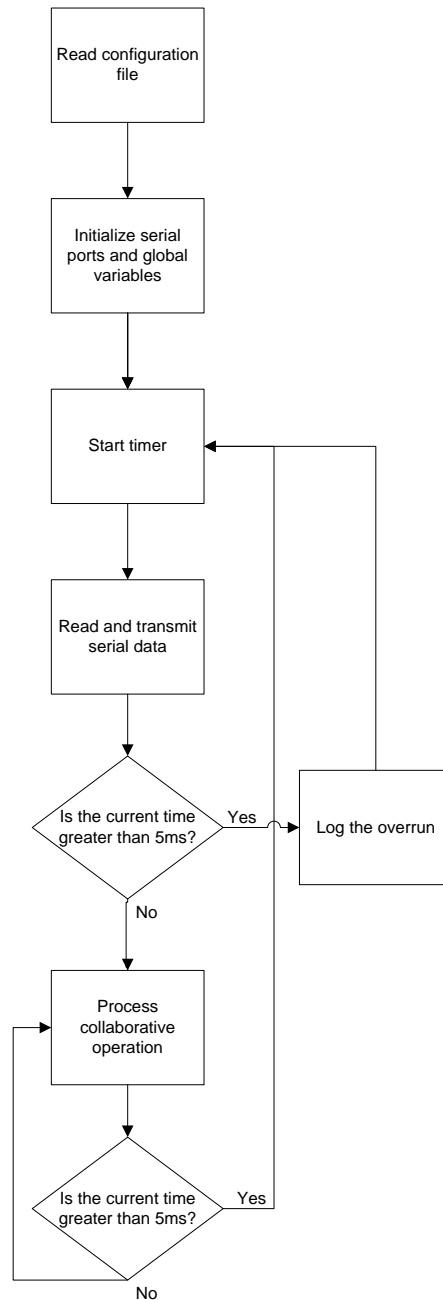 Read configuration
file
Initialize serial
ports and global
variables
Start timer
Read and transmit
serial data
Is the current time
greater than 5ms?
Yes
Log the overrun
No
Process
collaborative
operation
Is the current time
greater than 5ms?
Yes
No